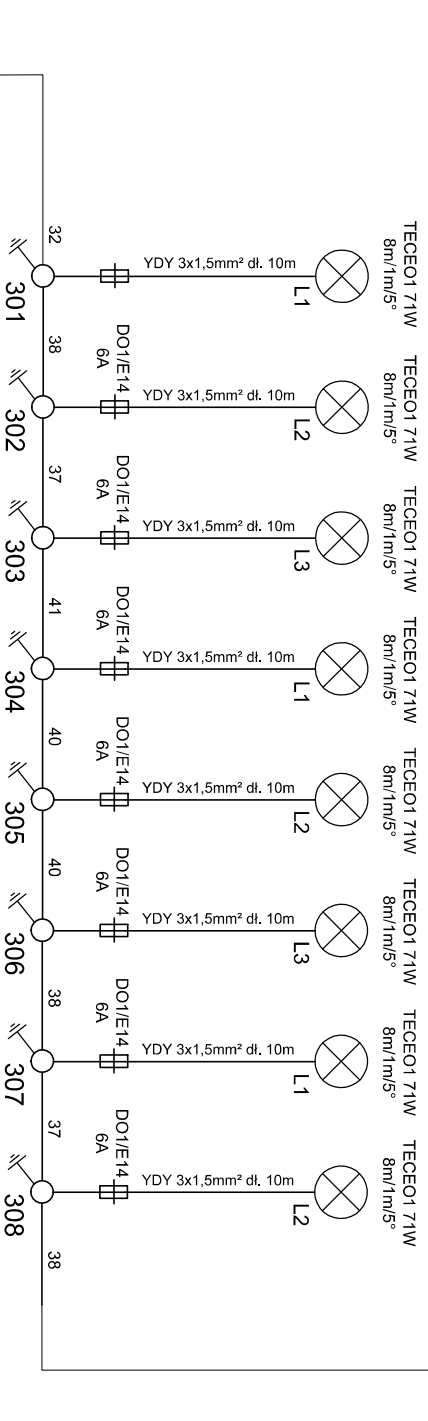 TECEO1 71W
8m/1m/5°
L1
YDY 3x1,5mm² dł. 10m
32
301
TECEO1 71W
8m/1m/5°
L2
YDY 3x1,5mm² dł. 10m
DO1/E14
6A
38
302
TECEO1 71W
8m/1m/5°
L3
YDY 3x1,5mm² dł. 10m
DO1/E14
6A
37
303
TECEO1 71W
8m/1m/5°
L1
YDY 3x1,5mm² dł. 10m
DO1/E14
6A
41
304
TECEO1 71W
8m/1m/5°
L2
YDY 3x1,5mm² dł. 10m
DO1/E14
6A
40
305
TECEO1 71W
8m/1m/5°
L3
YDY 3x1,5mm² dł. 10m
DO1/E14
6A
40
306
TECEO1 71W
8m/1m/5°
L1
YDY 3x1,5mm² dł. 10m
DO1/E14
6A
38
307
TECEO1 71W
8m/1m/5°
L2
YDY 3x1,5mm² dł. 10m
DO1/E14
6A
37
308
38